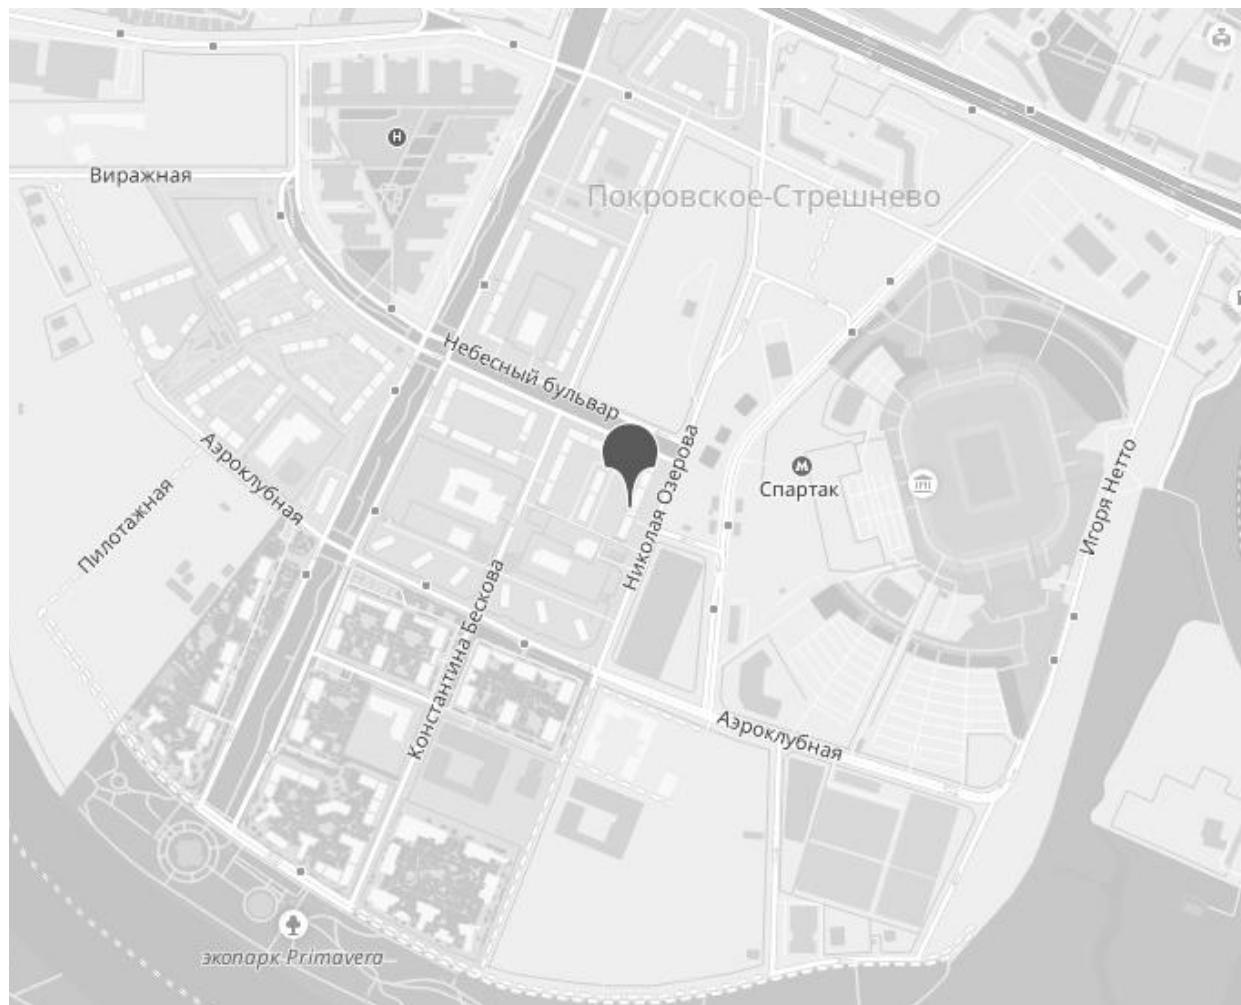 Н
Виражная
Покровское-Стрешнево
Небесный бульвар
Аэроклубная
Николая Озерова
М
Спартак
Игоря Нетто
Пилотажная
Константина Бескова
Аэроклубная
экопарк Primavera